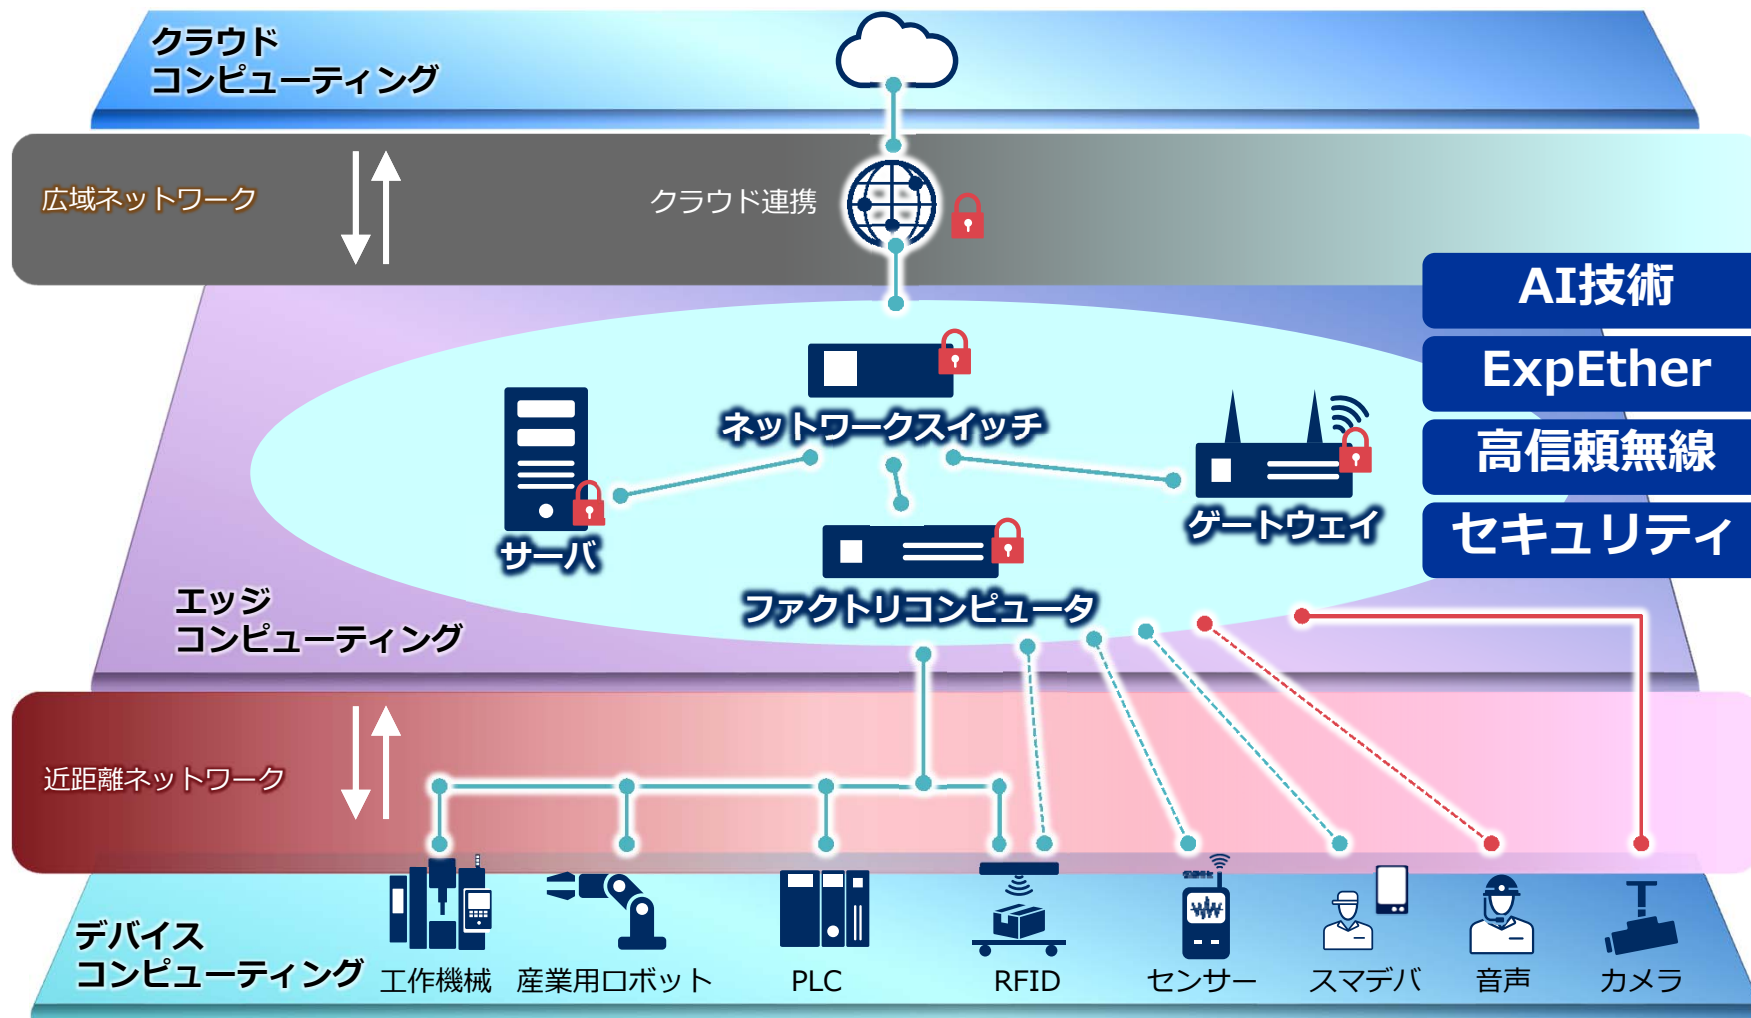 クラウド
コンピューティング
広域ネットワーク
クラウド連携
AI技術
ExpEther
高信頼無線
セキュリティ
ネットワークスイッチ
サーバ
ゲートウェイ
ファクトリコンピュータ
エッジ
コンピューティング
近距離ネットワーク
デバイス
コンピューティング
工作機械
産業用ロボット
PLC
RFID
センサー
スマデバ
音声
カメラ